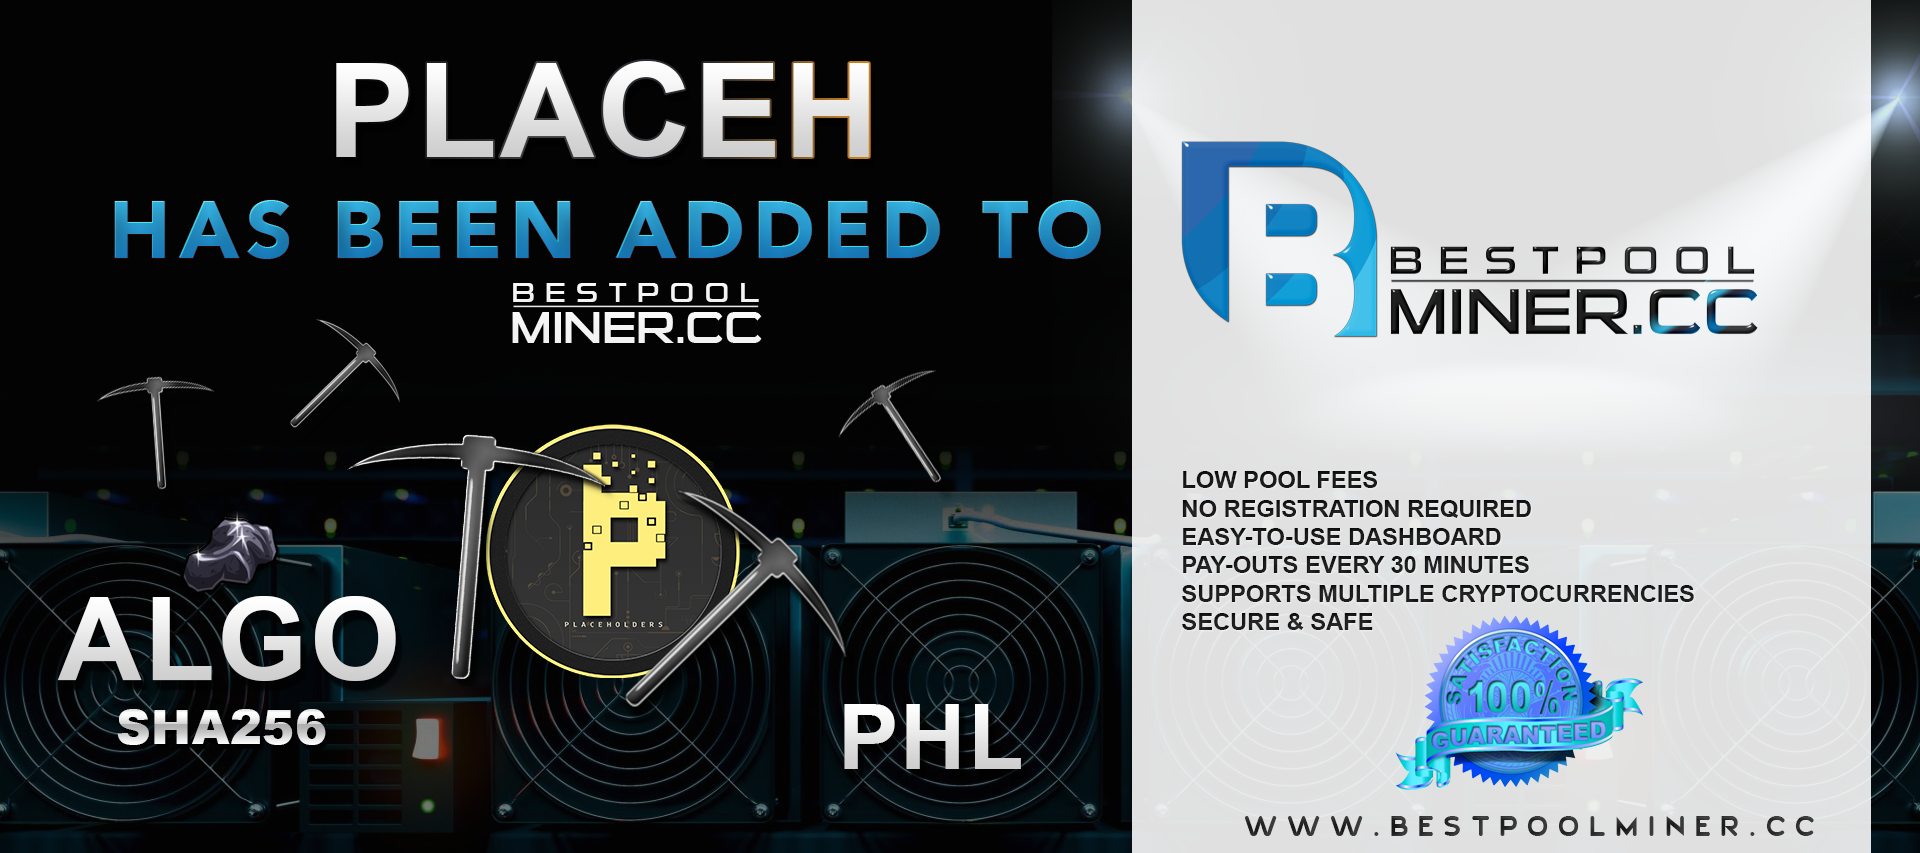 PLACEH
HAS BEEN ADDED TO
BESTPOOL
MINER.CC
PLACEHOLDERS
ALGO
SHA256
PHL
B
BESTPOOL
MINER.CC
LOW POOL FEES
NO REGISTRATION REQUIRED
EASY-TO-USE DASHBOARD
PAY-OUTS EVERY 30 MINUTES
SUPPORTS MULTIPLE CRYPTOCURRENCIES
SECURE & SAFE
SATISFACTION
100%
GUARANTEED
WWW.BESTPOOLMINER.CC